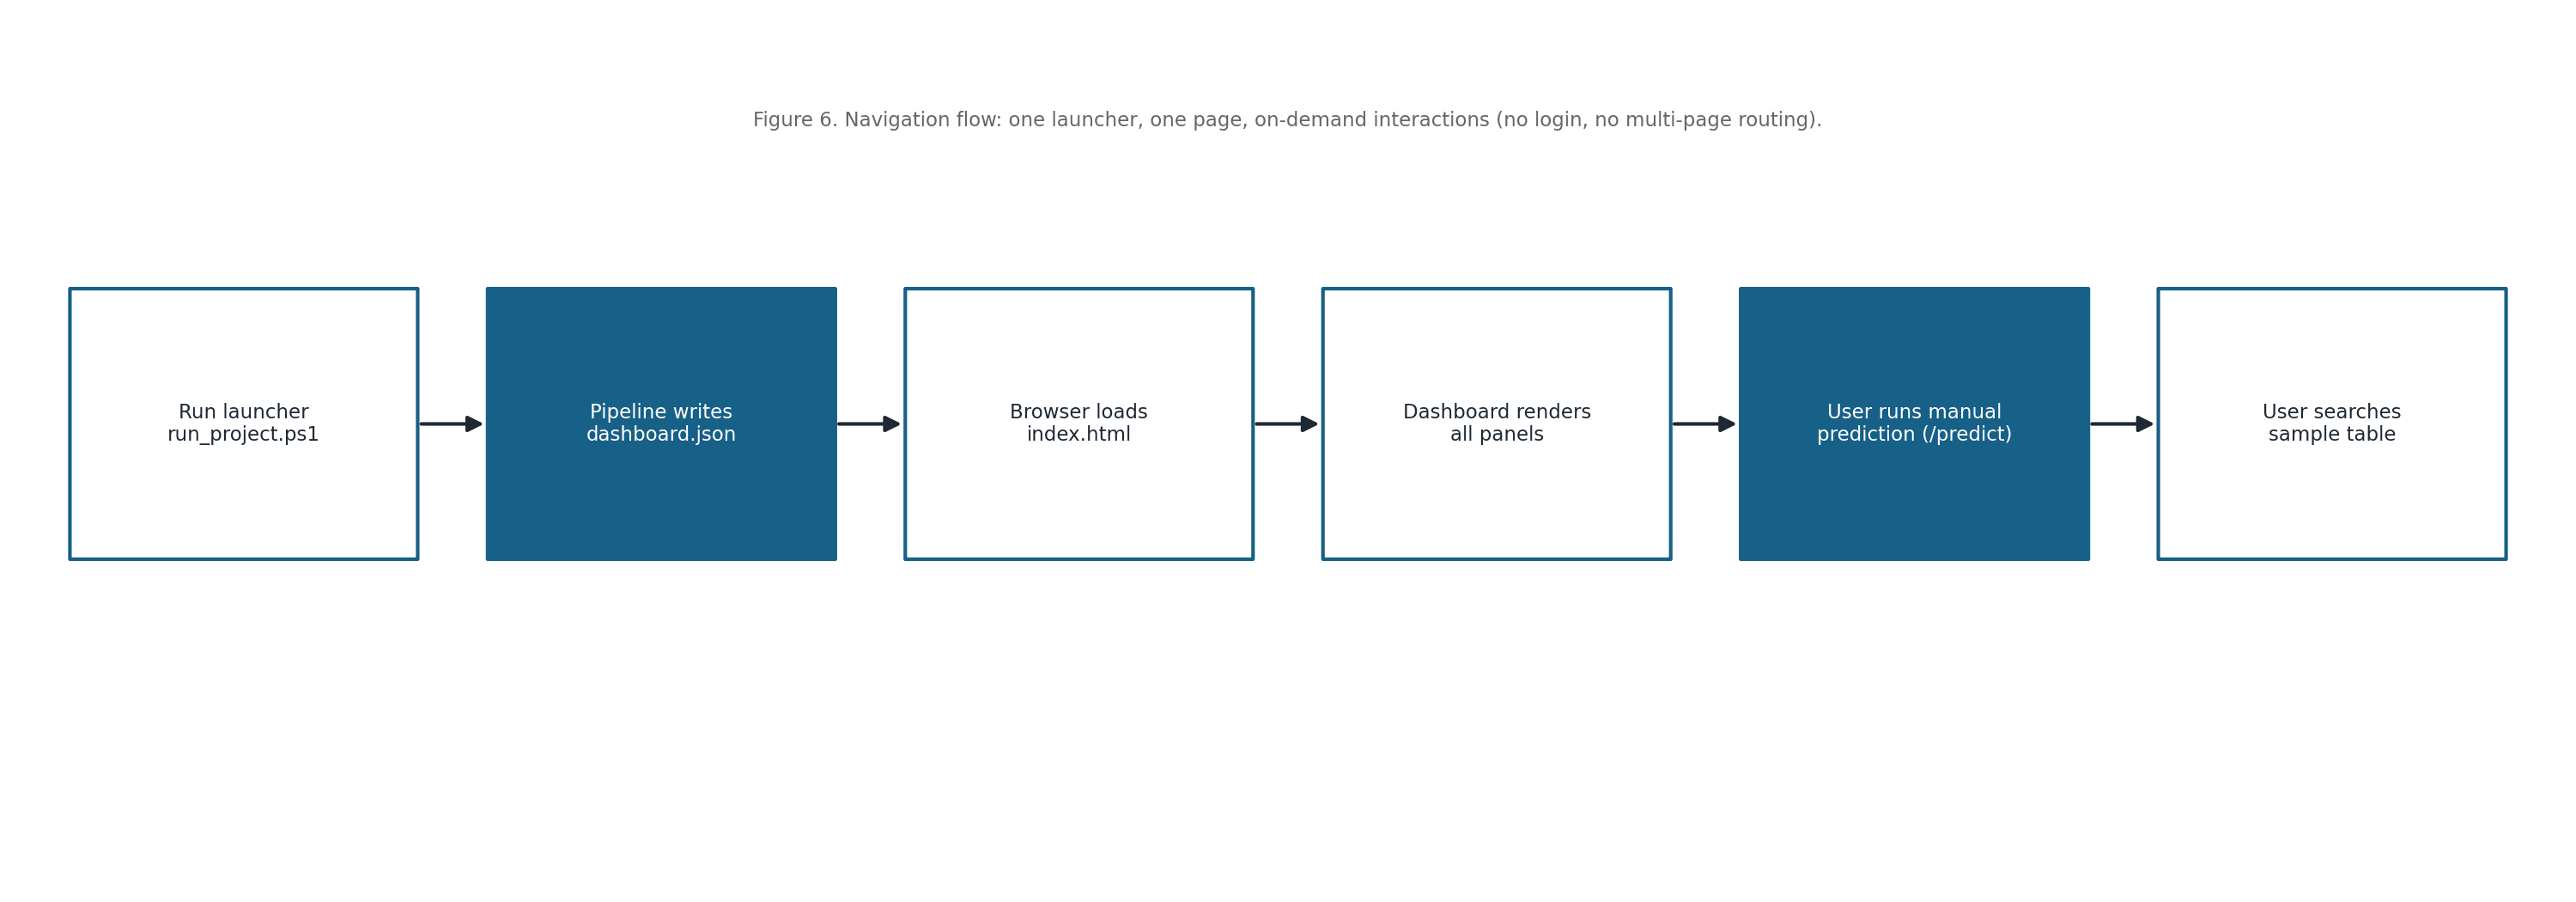 Figure 6. Navigation flow: one launcher, one page, on-demand interactions (no login, no multi-page routing).
Run launcher
run_project.ps1
Pipeline writes
dashboard.json
Browser loads
index.html
Dashboard renders
all panels
User runs manual
prediction (/predict)
User searches
sample table